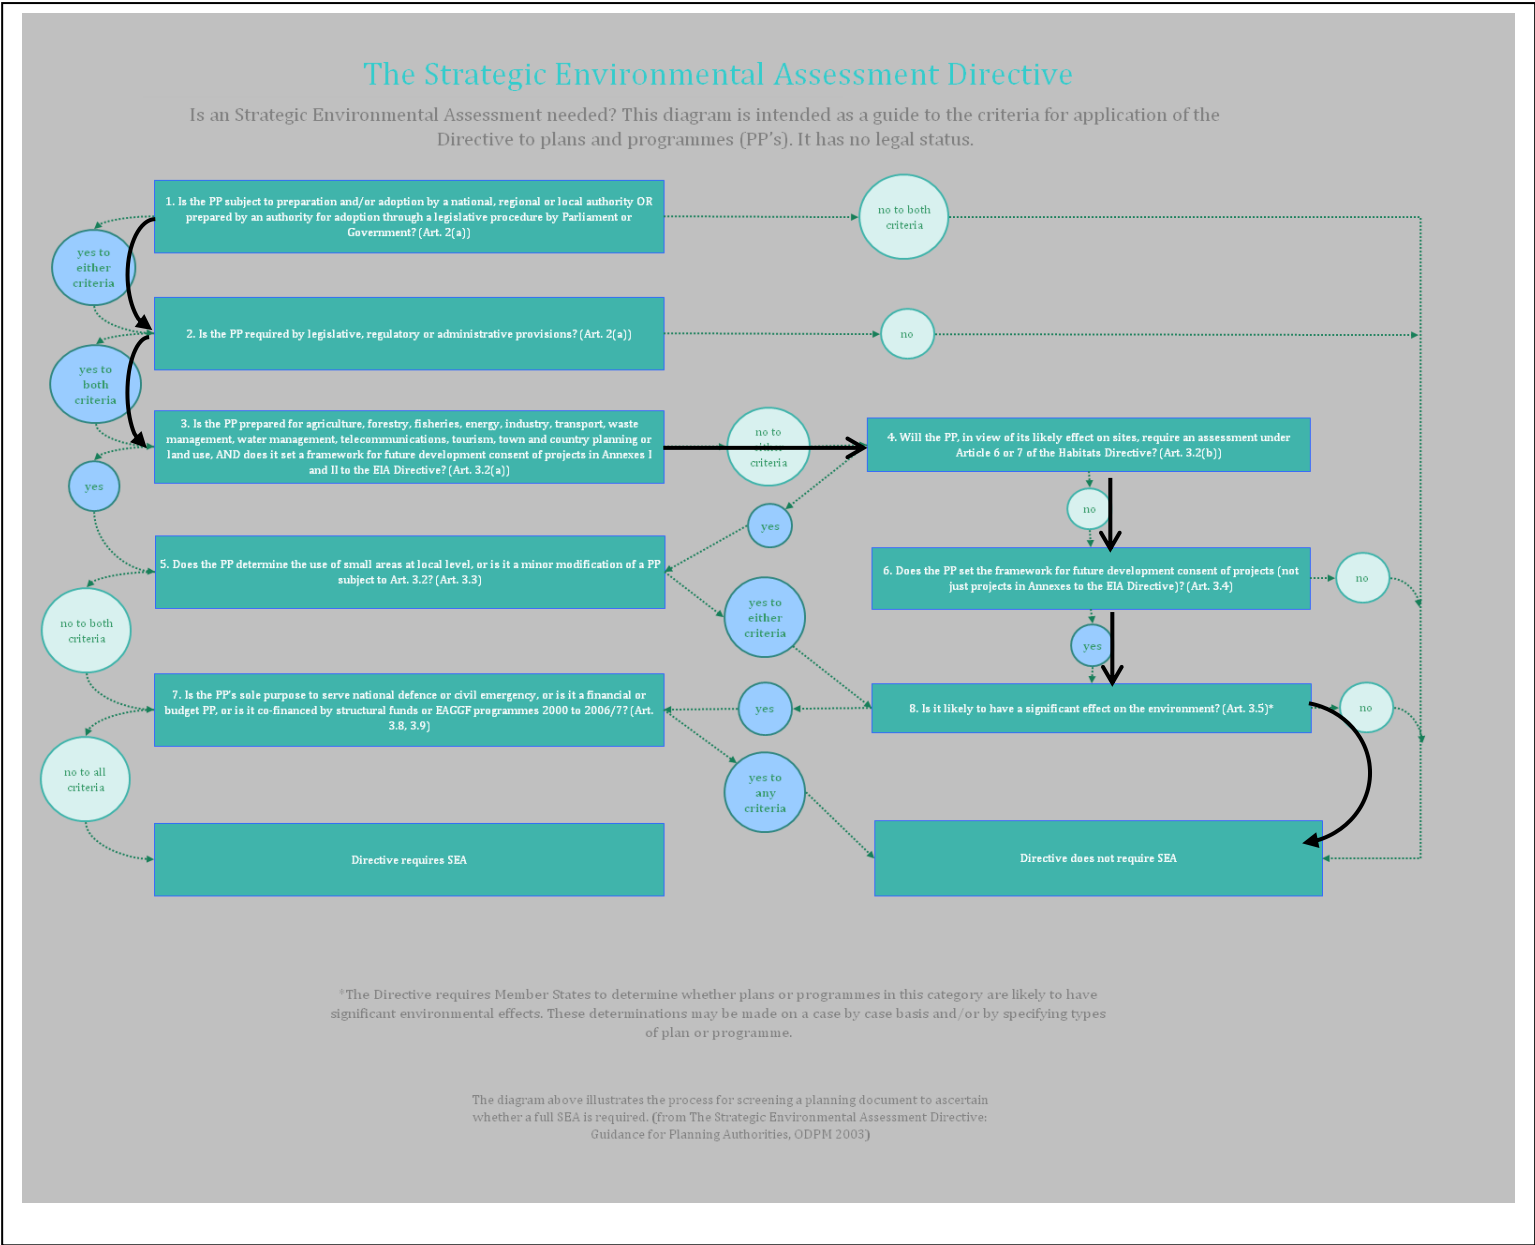 The Strategic Environmental Assessment Directive
Is an Strategic Environmental Assessment needed? This diagram is intended as a guide to the criteria for application of the
Directive to plans and programmes (PP's). It has no legal status.
1. Is the PP subject to preparation and/or adoption by a national, regional or local authority OR
prepared by an authority for adoption through a legislative procedure by Parliament or
Government? (Art. 2(a))
no to both
criteria
yes to
either
criteria
2. Is the PP required by legislative, regulatory or administrative provisions? (Art. 2(a))
no
yes to
both
criteria
3. Is the PP prepared for agriculture, forestry, fisheries, energy, industry, transport, waste
management, water management, telecommunications, tourism, town and country planning or
land use, AND does it set a framework for future development consent of projects in Annexes I
and II to the EIA Directive? (Art. 3.2(a))
no to
either
criteria
4. Will the PP, in view of its likely effect on sites, require an assessment under
Article 6 or 7 of the Habitats Directive? (Art. 3.2(b))
yes
yes
no
5. Does the PP determine the use of small areas at local level, or is it a minor modification of a PP
subject to Art. 3.2? (Art. 3.3)
6. Does the PP set the framework for future development consent of projects (not
just projects in Annexes to the EIA Directive)? (Art. 3.4)
no
no to both
criteria
yes to
either
criteria
yes
7. Is the PP's sole purpose to serve national defence or civil emergency, or is it a financial or
budget PP, or is it co-financed by structural funds or EAGGF programmes 2000 to 2006/7? (Art.
3.8, 3.9)
yes
8. Is it likely to have a significant effect on the environment? (Art. 3.5)*
no
no to all
criteria
yes to
any
criteria
Directive requires SEA
Directive does not require SEA
*The Directive requires Member States to determine whether plans or programmes in this category are likely to have
significant environmental effects. These determinations may be made on a case by case basis and/or by specifying types
of plan or programme.
The diagram above illustrates the process for screening a planning document to ascertain
whether a full SEA is required. (from The Strategic Environmental Assessment Directive:
Guidance for Planning Authorities, ODPM 2003)